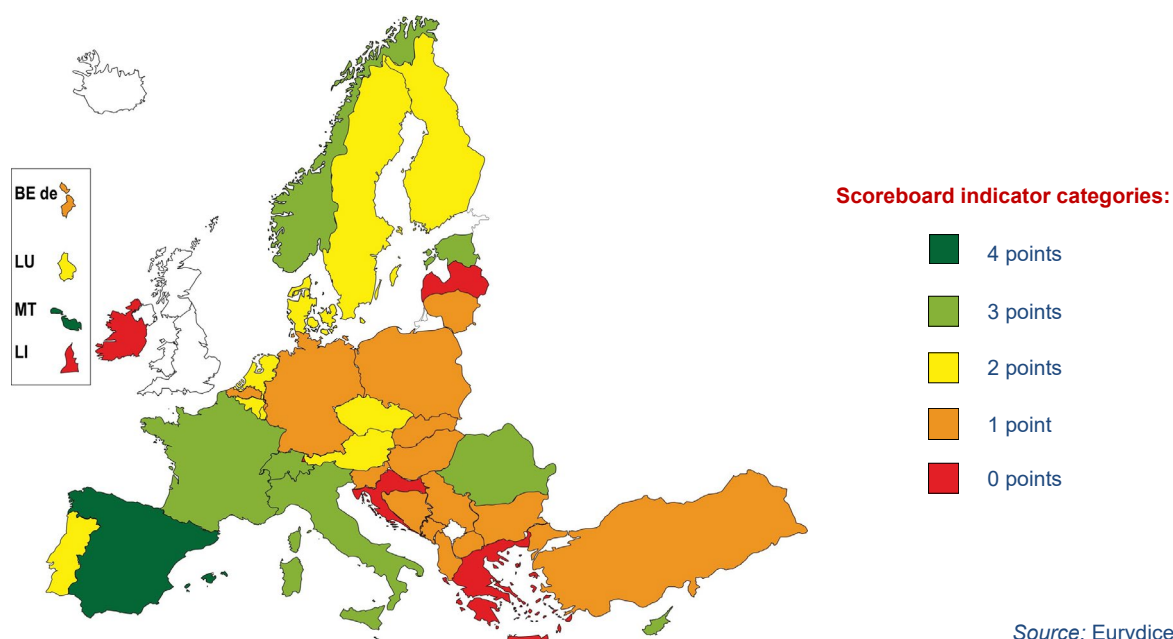 BE de
LU
MT
LI
Scoreboard indicator categories:
4 points
3 points
2 points
1 point
0 points
Source: Eurydice